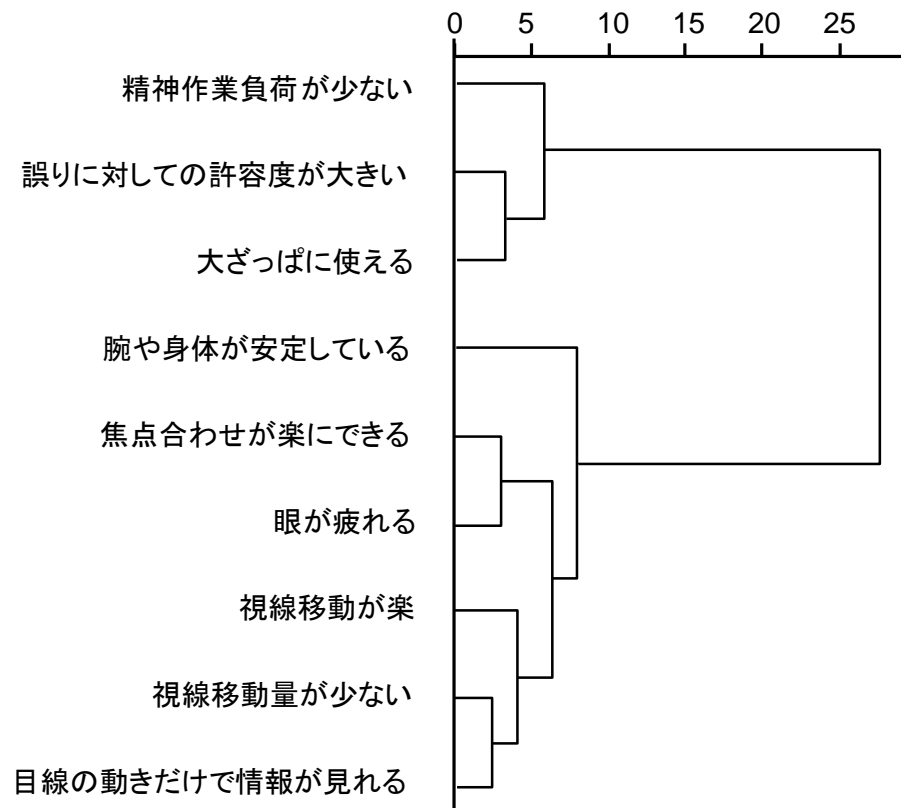 0 5 10 15 20 25
精神作業負荷が少ない
誤りに対しての許容度が大きい
大ざっぱに使える
腕や身体が安定している
焦点合わせが楽にできる
眼が疲れる
視線移動が楽
視線移動量が少ない
目線の動きだけで情報が見れる